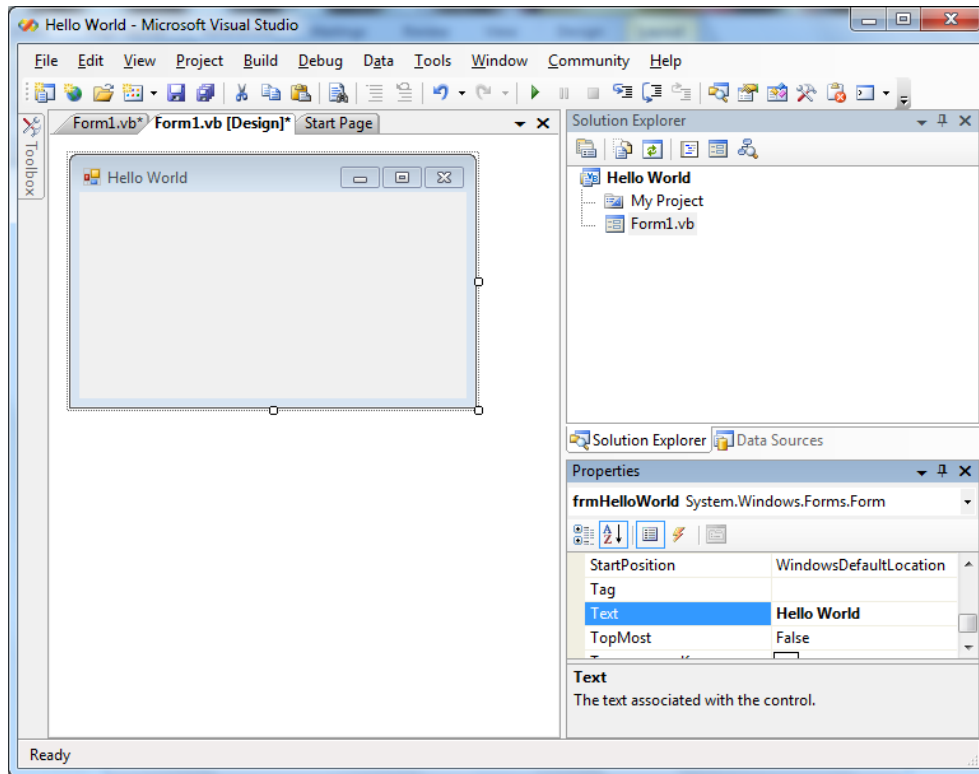 Hello World - Microsoft Visual Studio
File Edit View Project Build Debug Data Tools Window Community Help
Toolbox
Form1.vb* Form1.vb [Design]* Start Page
Hello World
Solution Explorer
Hello World
My Project
Form1.vb
Solution Explorer Data Sources
Properties
frmHelloWorld System.Windows.Forms.Form
StartPosition WindowsDefaultLocation
Tag
Text Hello World
TopMost False
Text
The text associated with the control.
Ready